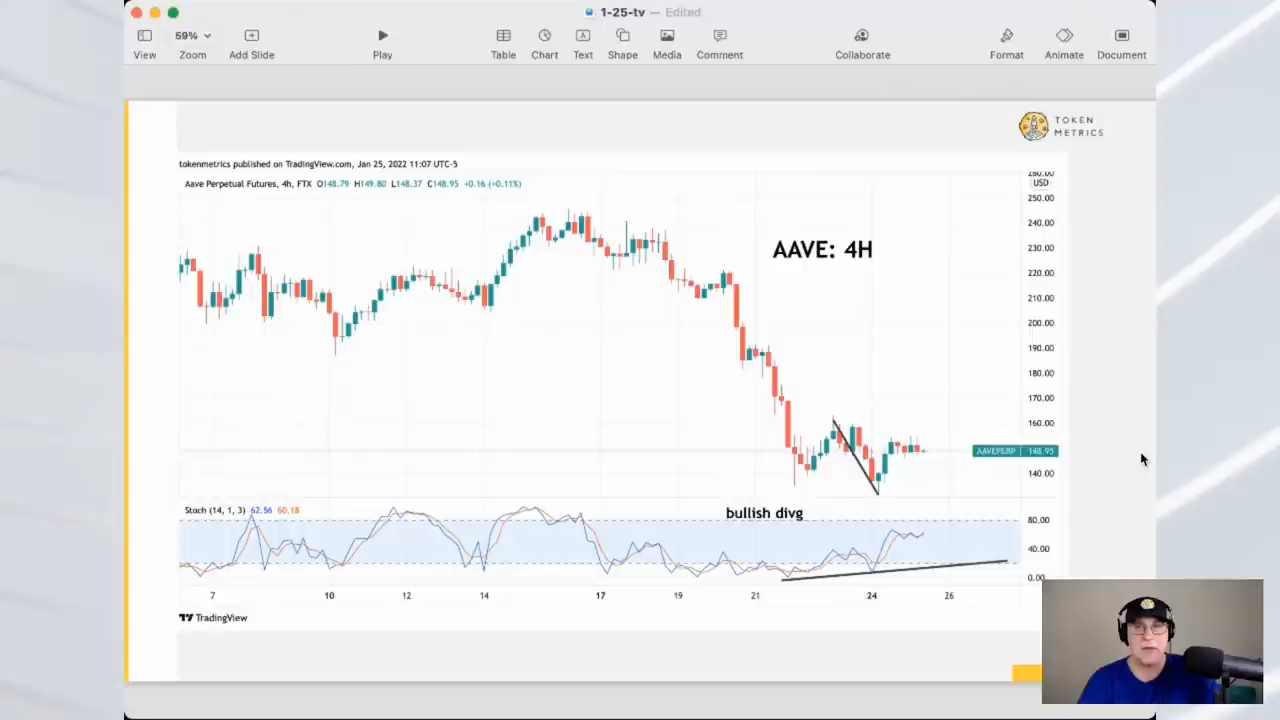 1-25-tv — Edited
59%
View Zoom Add Slide Play Table Chart Text Shape Media Comment Collaborate Format Animate Document
TOKEN
METRICS
tokenmetrics published on TradingView.com, Jan 25, 2022 11:07 UTC-5
Aave Perpetual Futures, 4h, FTX O148.79 H149.80 L148.37 C148.95 +0.16 (+0.11%)
260.00
USD
250.00
240.00
AAVE: 4H
230.00
220.00
210.00
200.00
190.00
180.00
170.00
160.00
AAVEPERP 148.95
140.00
Stoch (14, 1, 3) 62.56 60.18
bullish divg
80.00
40.00
0.00
7 10 12 14 17 19 21 24 26
TradingView